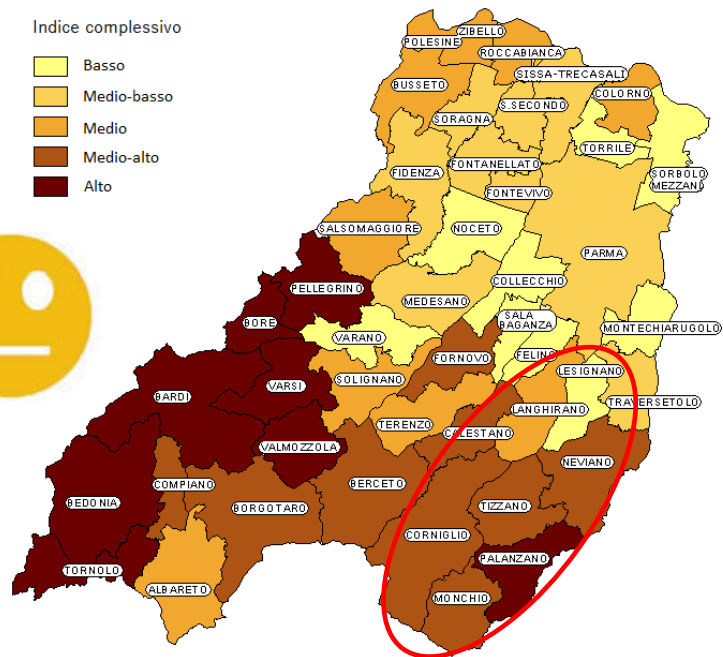 Indice complessivo
Basso
Medio-basso
Medio
Medio-alto
Alto
ZIBELLO
POLESINE
ROCCABIANCA
SISSA-TRECASALI
BUSSETO
COLORNO
S.SECONDO
SORAGNA
TORRILE
FONTANELLATO
FIDENZA
SORBOLO
MEZZANI
FONTEVIVO
SALSOMAGGIORE
NOCETO
PARMA
COLLECCHIO
PELLEGRINO
MEDESANO
SALA
BAGANZA
BORE
MONTECHIARUGOLO
VARANO
FORNOVO
FELINO
LESIGNANO
SOLIGNANO
VARSI
BARDI
TRAVERSETOLO
LANGHIRANO
TERENZO
CALESTANO
VALMOZZOLA
NEVIANO
COMPIANO
BERCETO
BEDONIA
BORGOTARO
TIZZANO
CORNIGLIO
PALANZANO
TORNOLO
ALBARETO
MONCHIO